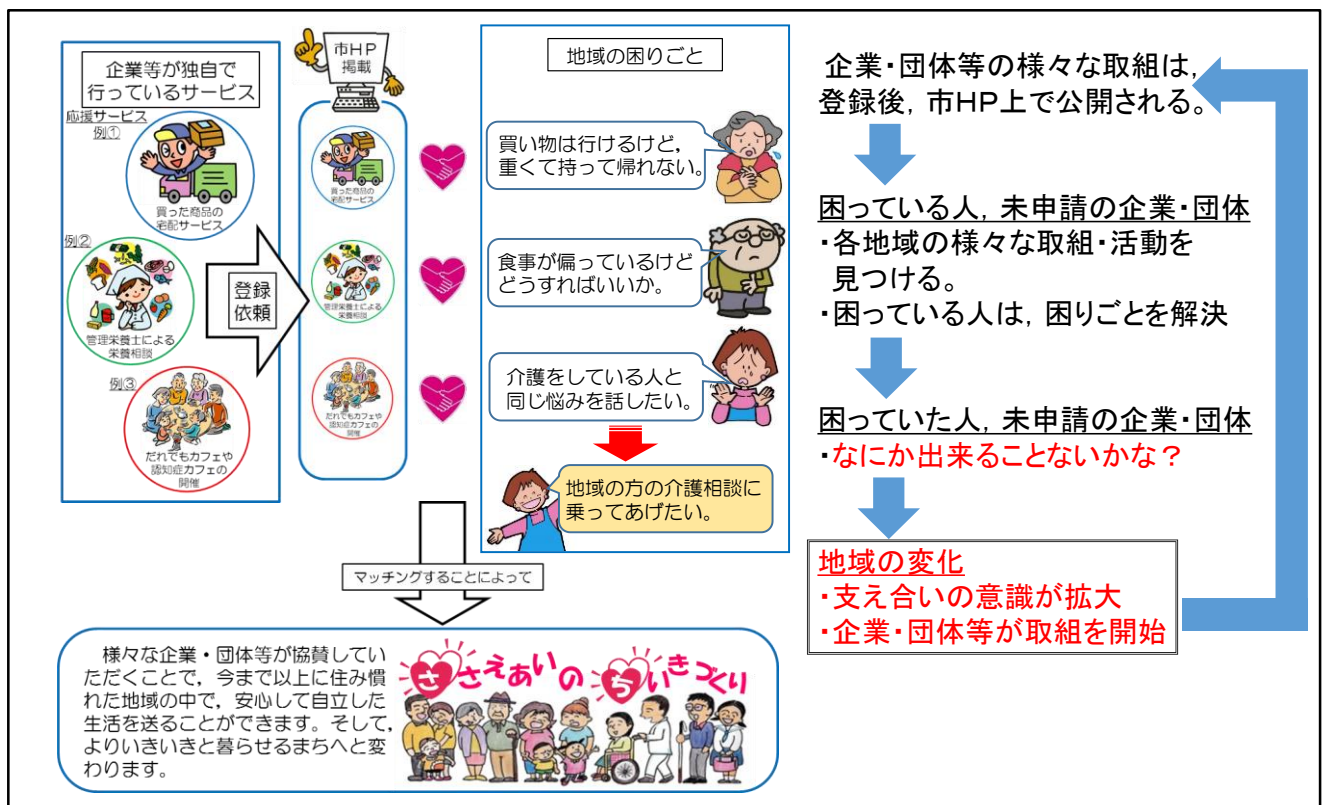 企業等が独自で
行っているサービス
応援サービス
例①
買った商品の
宅配サービス
例②
管理栄養士による
栄養相談
例③
だれでもカフェや
認知症カフェの
開催
登録
依頼
市HP
掲載
買った商品の
宅配サービス
管理栄養士による
栄養相談
だれでもカフェや
認知症カフェの
開催
地域の困りごと
買い物は行けるけど,
重くて持って帰れない。
食事が偏っているけど
どうすればいいか。
介護をしている人と
同じ悩みを話したい。
地域の方の介護相談に
乗ってあげたい。
マッチングすることによって
様々な企業・団体等が協賛してい
ただくことで,今まで以上に住み慣
れた地域の中で,安心して自立した
生活を送ることができます。そして,
よりいきいきと暮らせるまちへと変
わります。
ささえあいのちいきづくり
企業・団体等の様々な取組は,
登録後,市HP上で公開される。
困っている人,未申請の企業・団体
・各地域の様々な取組・活動を
見つける。
・困っている人は,困りごとを解決
困っていた人,未申請の企業・団体
・なにか出来ることないかな?
地域の変化
・支え合いの意識が拡大
・企業・団体等が取組を開始